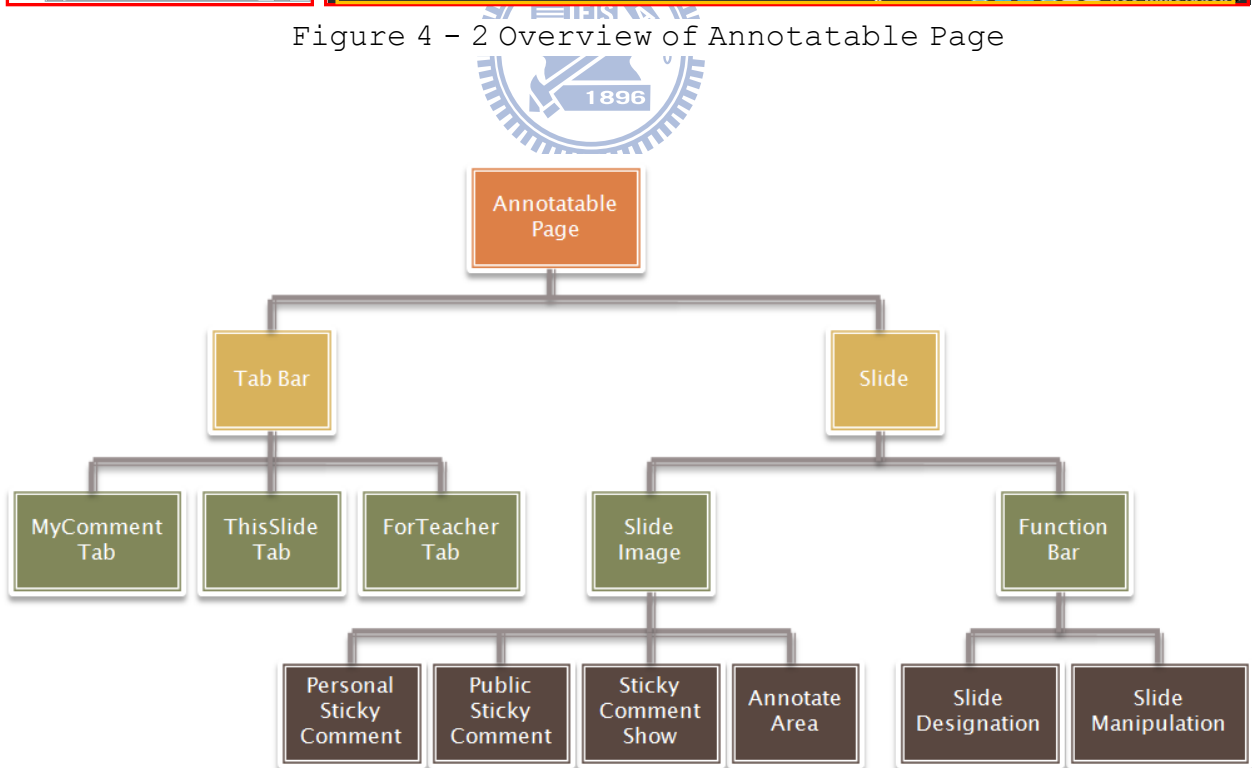 Figure 4 - 2 Overview of Annotatable Page
1896
Annotatable
Page
Tab Bar
Slide
MyComment
Tab
ThisSlide
Tab
ForTeacher
Tab
Slide
Image
Function
Bar
Personal
Sticky
Comment
Public
Sticky
Comment
Sticky
Comment
Show
Annotate
Area
Slide
Designation
Slide
Manipulation